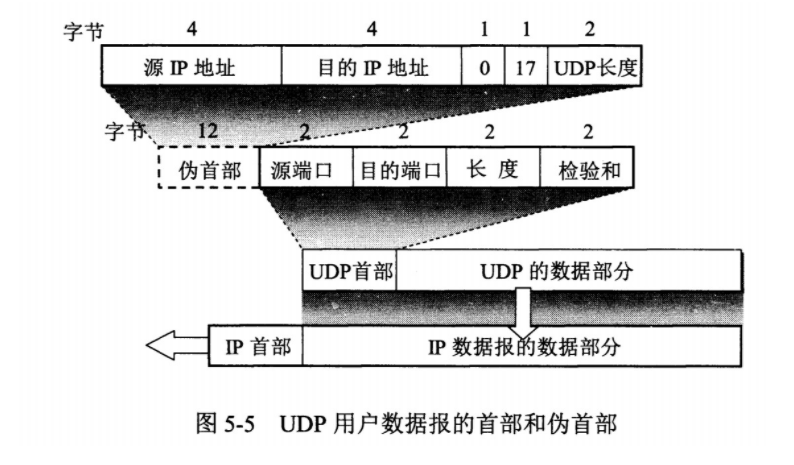 字节 4 4 1 1 2
源 IP 地址 目的 IP 地址 0 17 UDP长度
字节 12 2 2 2 2
伪首部 源端口 目的端口 长 度 检验和
UDP首部 UDP 的数据部分
IP 首部 IP 数据报的数据部分
图 5-5 UDP 用户数据报的首部和伪首部